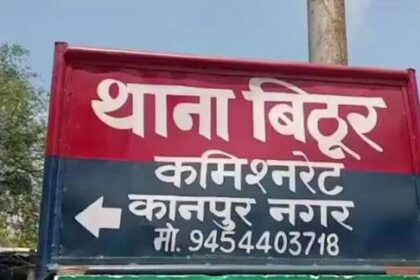 थाना बिठूर
कमिश्नरेट
कानपुर नगर
मो. 9454403718